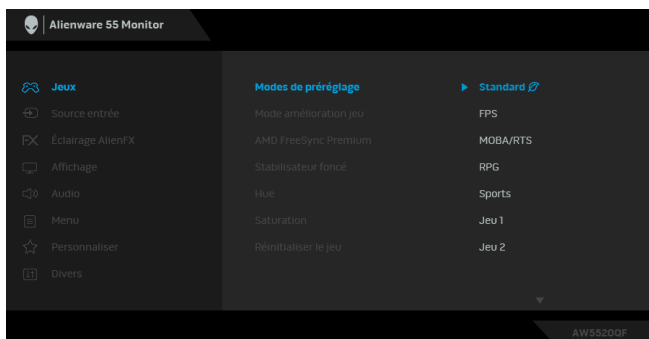 Alienware 55 Monitor
Jeux Modes de préréglage Standard
Source entrée Mode amélioration jeu FPS
Éclairage AlienFX AMD FreeSync Premium MOBA/RTS
Affichage Stabilisateur foncé RPG
Audio Hue Sports
Menu Saturation Jeu 1
Personnaliser Réinitialiser le jeu Jeu 2
Divers
AW5520QF